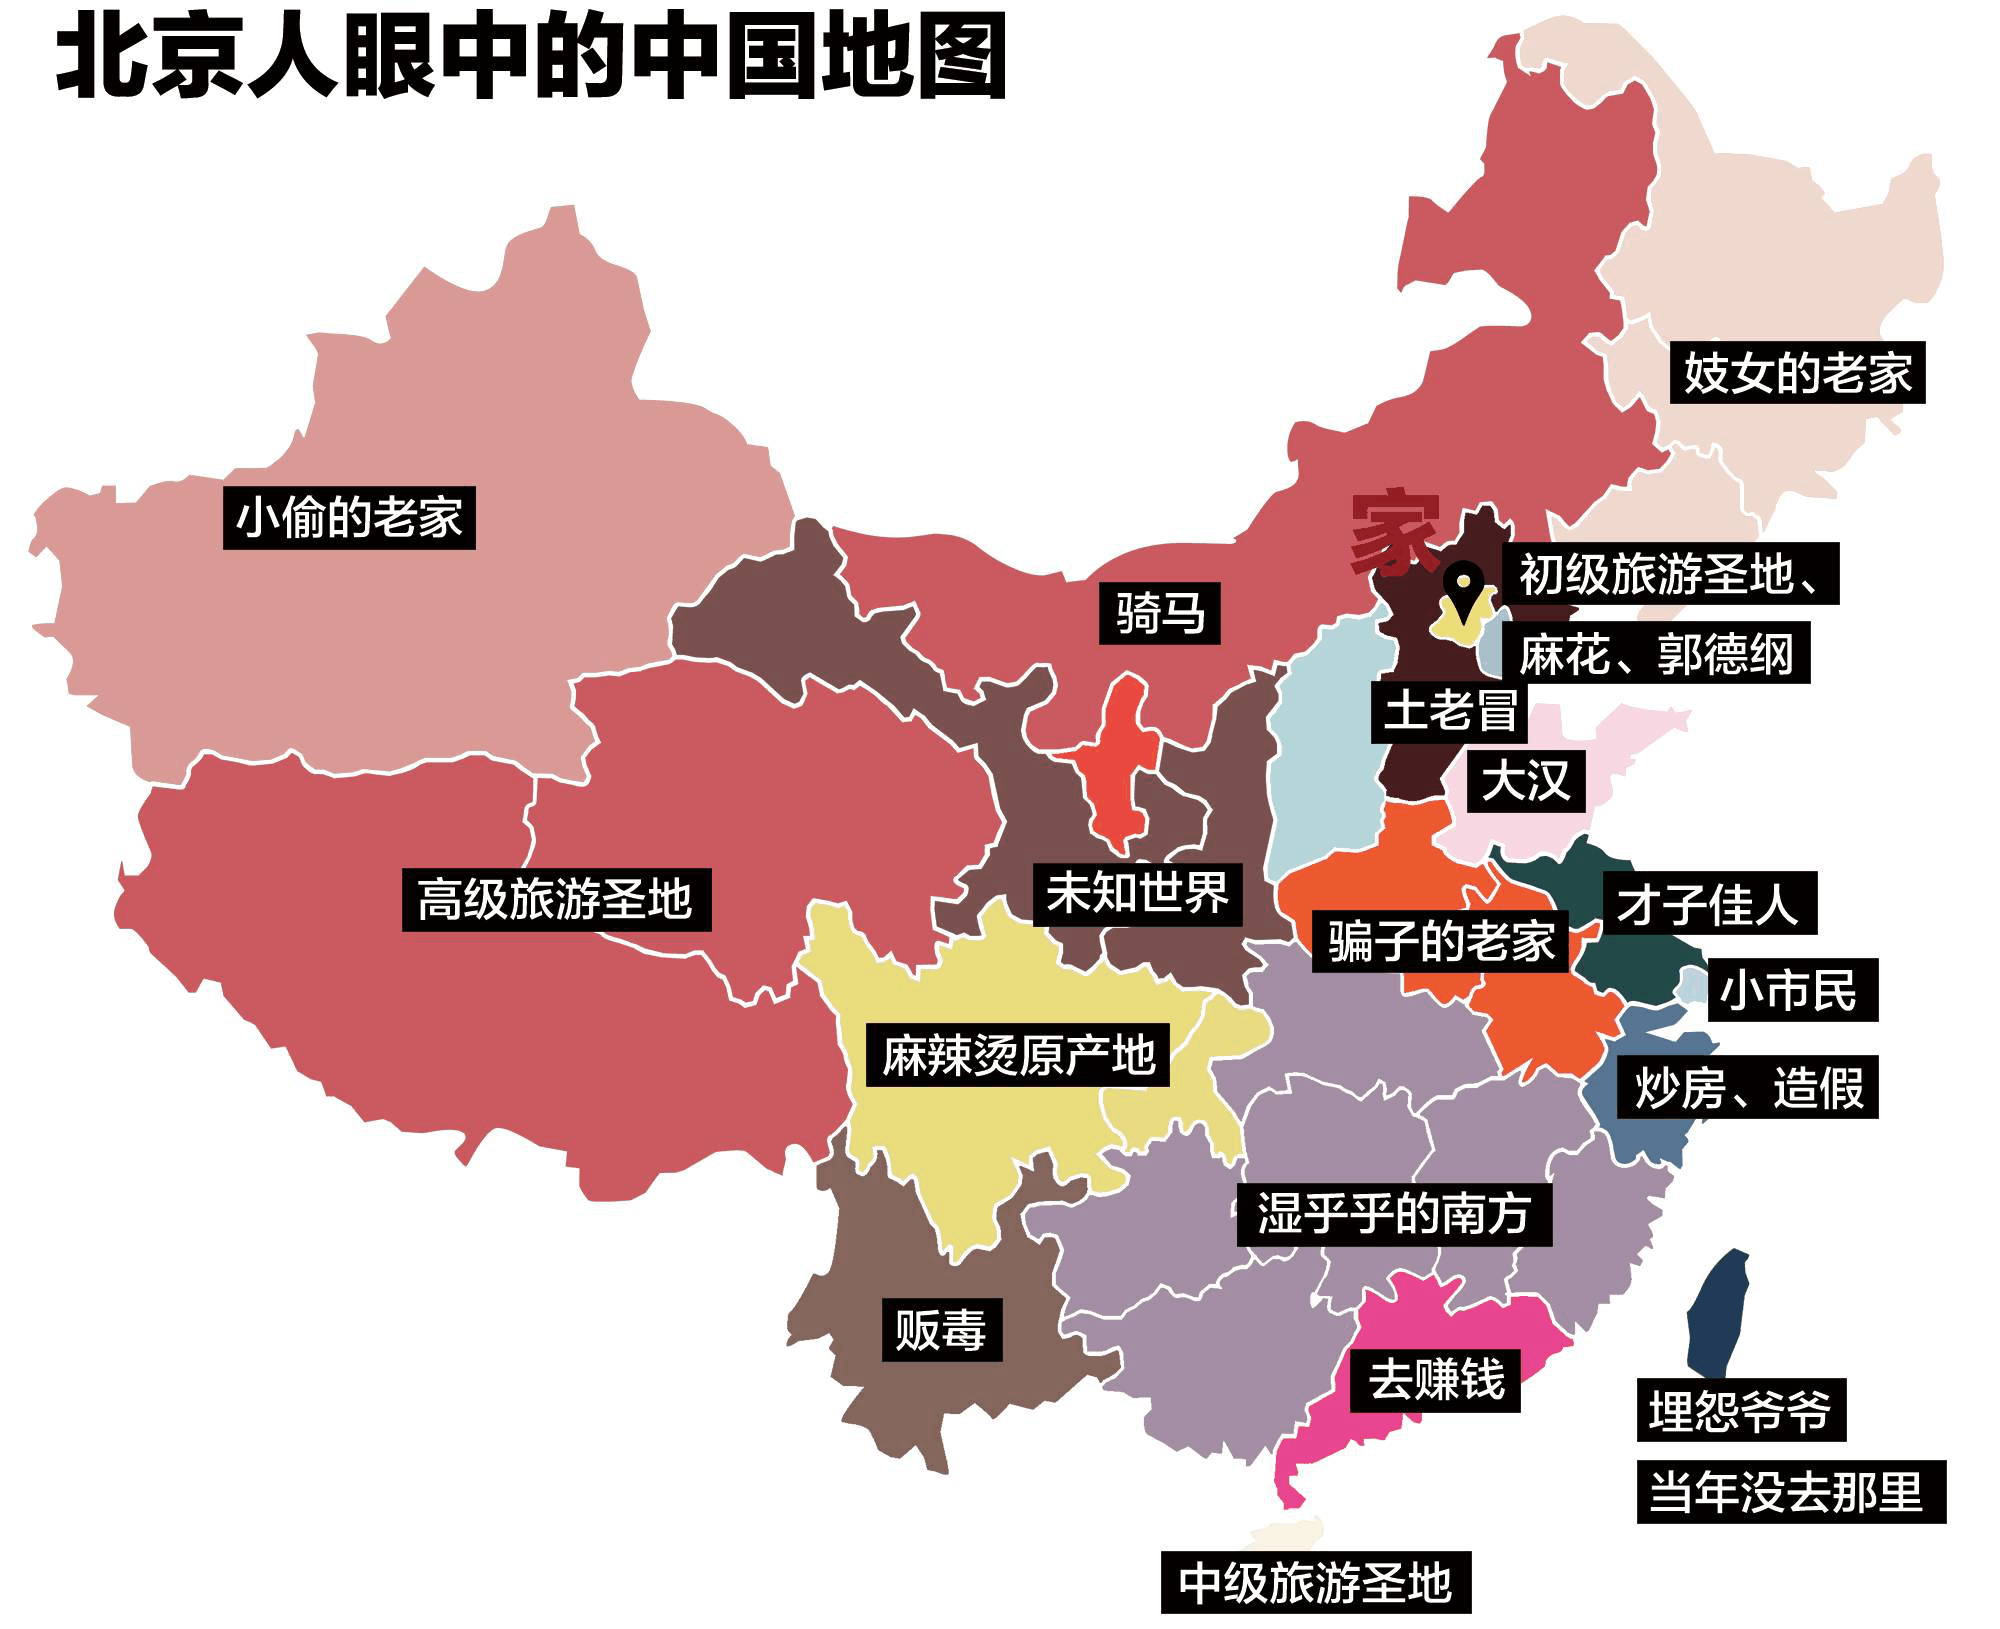 北京人眼中的中国地图
妓女的老家
小偷的老家
家
初级旅游圣地、
麻花、郭德纲
骑马
土老冒
大汉
未知世界
高级旅游圣地
才子佳人
骗子的老家
小市民
麻辣烫原产地
炒房、造假
湿乎乎的南方
贩毒
去赚钱
埋怨爷爷
当年没去那里
中级旅游圣地